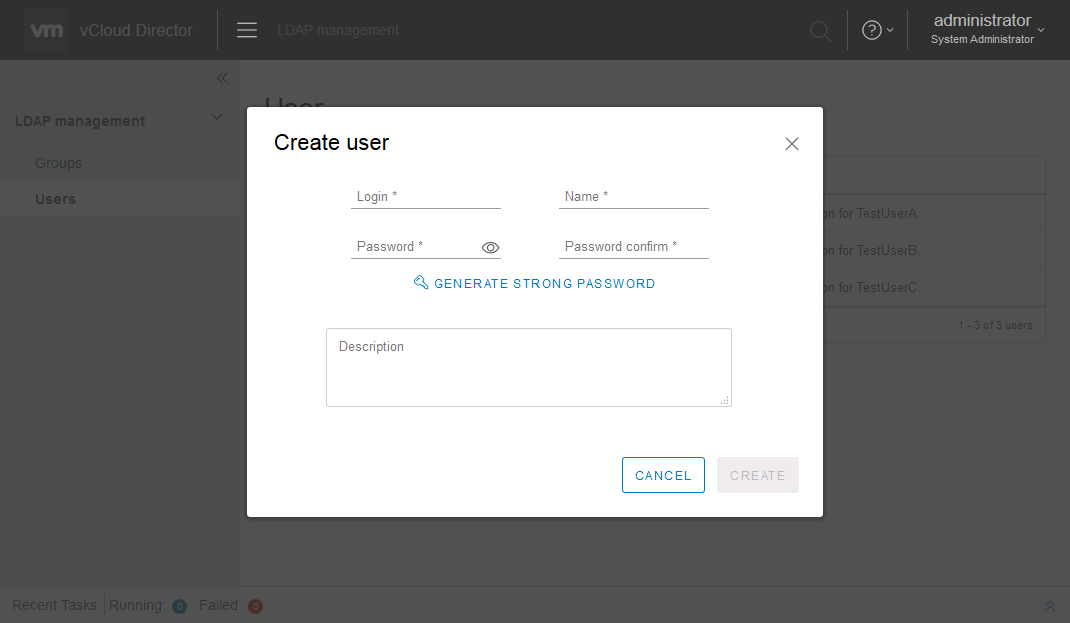 vm vCloud Director LDAP management administrator
System Administrator
User
LDAP management
Groups
Users
Create user
Login * Name *
Password * Password confirm *
GENERATE STRONG PASSWORD
Description
CANCEL CREATE
on for TestUserA.
on for TestUserB.
on for TestUserC.
1 - 3 of 3 users
Recent Tasks Running: 0 Failed: 0